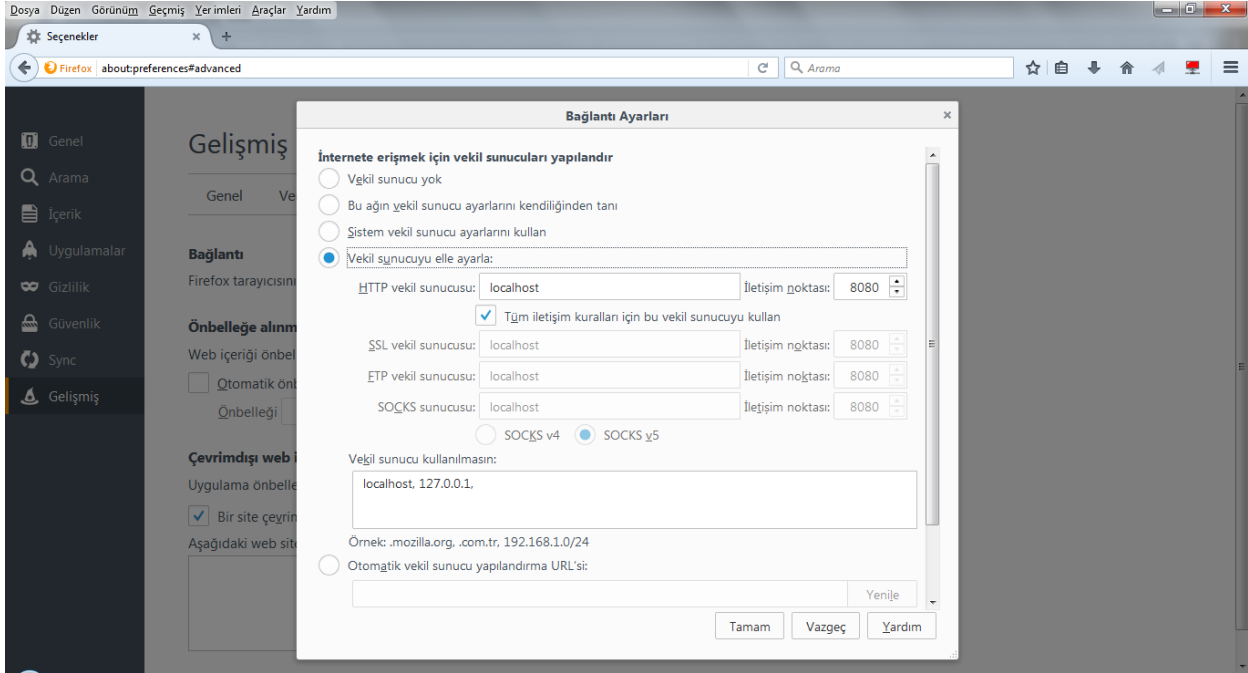 Dosya Düzen Görünüm Geçmiş Yer imleri Araçlar Yardım
Seçenekler
Firefox about:preferences#advanced
Arama
Bağlantı Ayarları
Genel
Arama
İçerik
Uygulamalar
Gizlilik
Güvenlik
Sync
Gelişmiş
Gelişmiş
Genel Ve
Bağlantı
Firefox tarayıcısını
Önbelleğe alınm
Web içeriği önbel
Otomatik önb
Önbelleği
Çevrimdışı web i
Uygulama önbelle
Bir site çevrin
Aşağıdaki web site
İnternete erişmek için vekil sunucuları yapılandır
Vekil sunucu yok
Bu ağın vekil sunucu ayarlarını kendiliğinden tanı
Sistem vekil sunucu ayarlarını kullan
Vekil sunucuyu elle ayarla:
HTTP vekil sunucusu: localhost İletişim noktası: 8080
Tüm iletişim kuralları için bu vekil sunucuyu kullan
SSL vekil sunucusu: localhost İletişim noktası: 8080
FTP vekil sunucusu: localhost İletişim noktası: 8080
SOCKS sunucusu: localhost İletişim noktası: 8080
SOCKS v4 SOCKS v5
Vekil sunucu kullanılmasın:
localhost, 127.0.0.1,
Örnek: .mozilla.org, .com.tr, 192.168.1.0/24
Otomatik vekil sunucu yapılandırma URL'si:
Yenile
Tamam Vazgeç Yardım